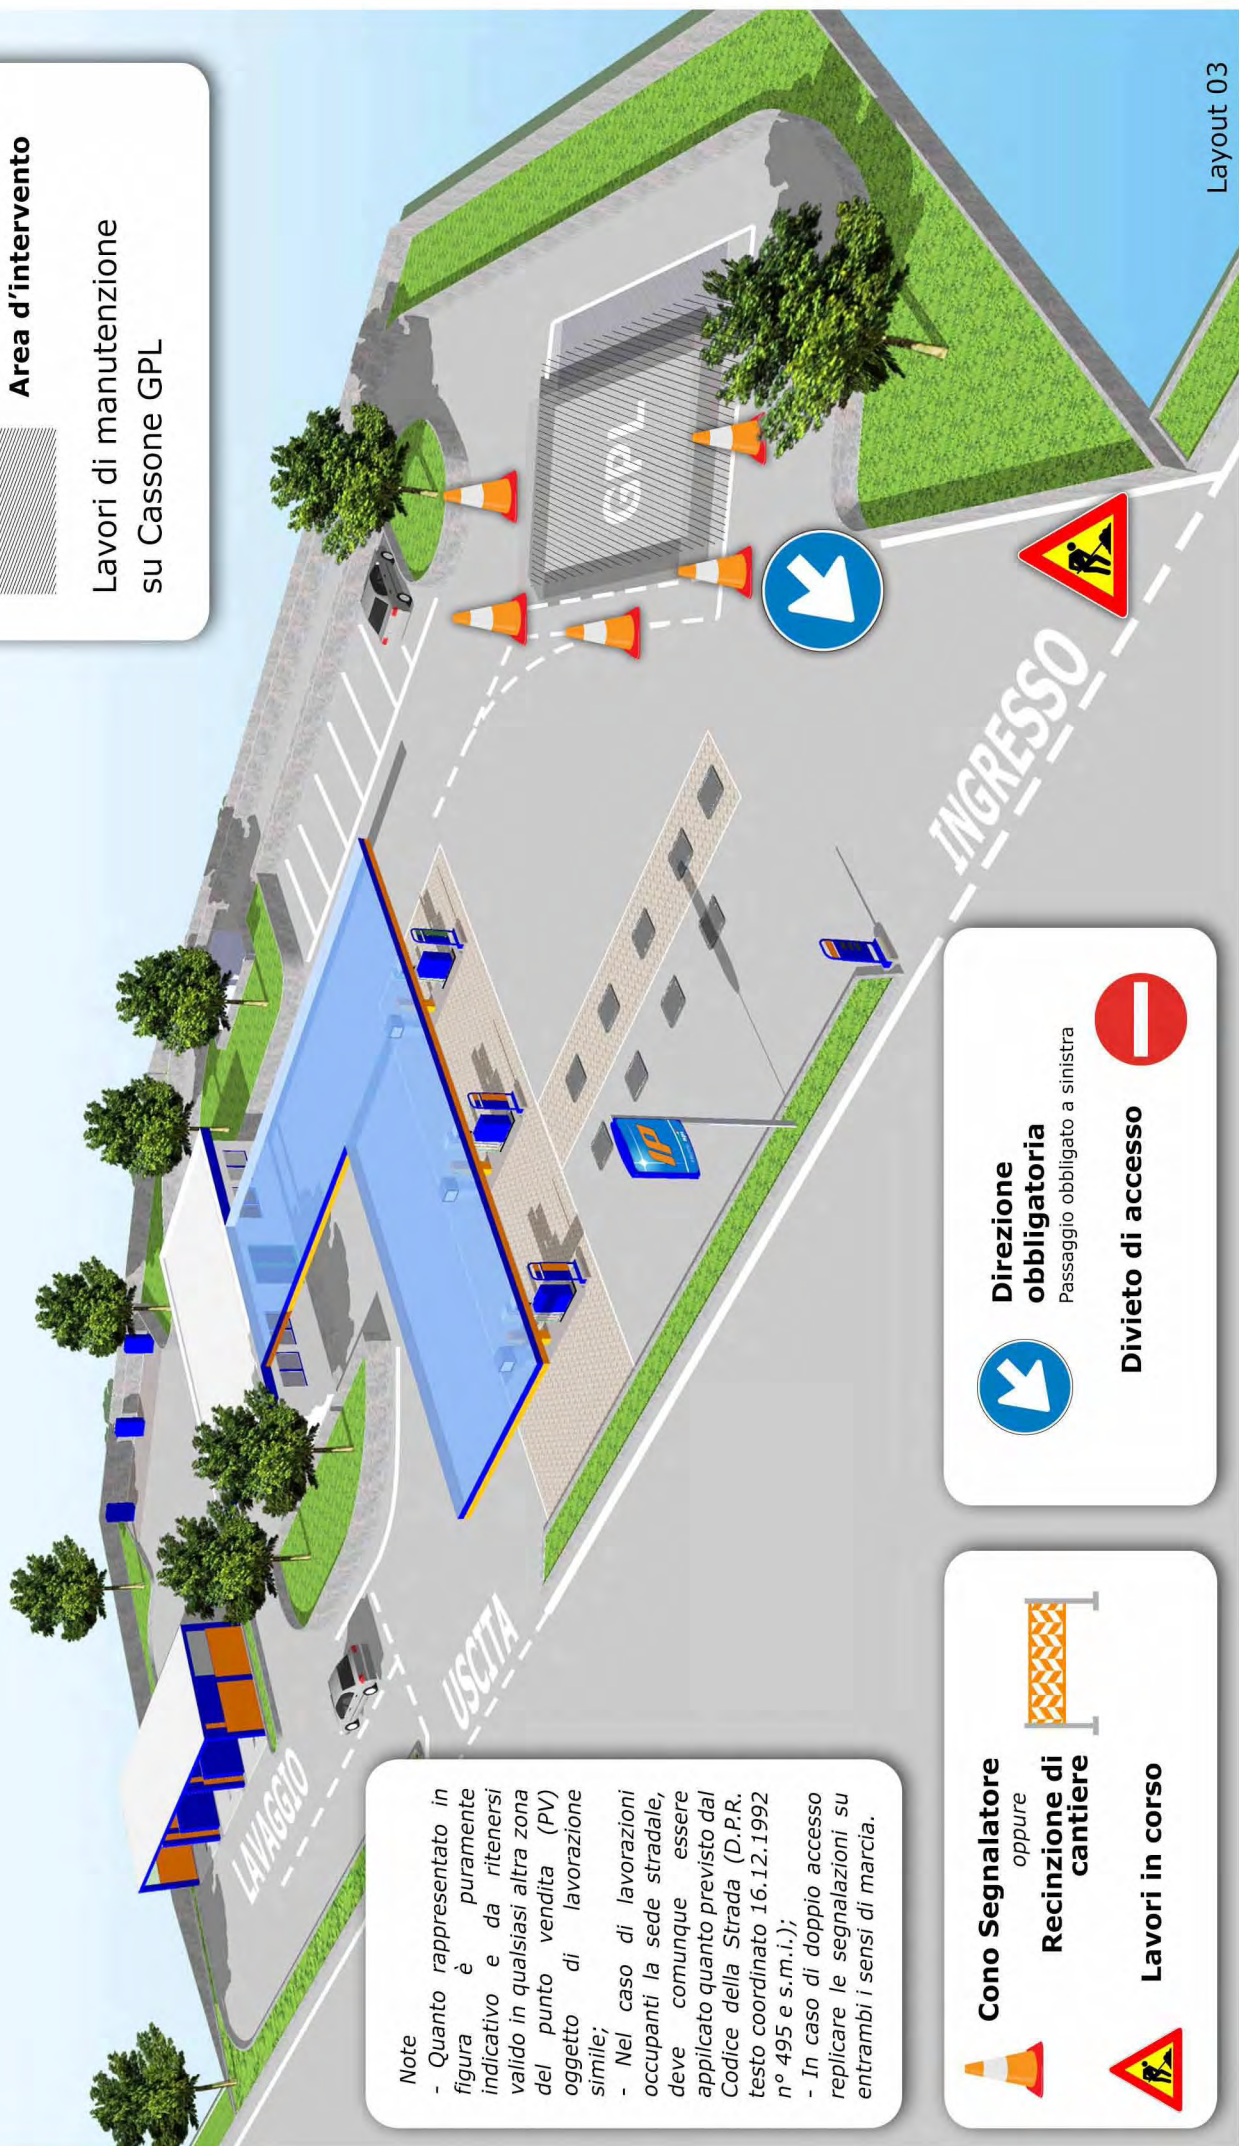 Area d'intervento
Lavori di manutenzione
su Cassone GPL
GPL
INGRESSO
USCITA
LAVAGGIO
IP
Note
- Quanto rappresentato in
figura è puramente
indicativo e da ritenersi
valido in qualsiasi altra zona
del punto vendita (PV)
oggetto di lavorazione
simile;
- Nel caso di lavorazioni
occupanti la sede stradale,
deve comunque essere
appilcato quanto previsto dal
Codice della Strada (D.P.R.
testo coordinato 16.12.1992
n° 495 e s.m.i.);
- In caso di doppio accesso
replicare le segnalazioni su
entrambi i sensi di marcia.
Cono Segnalatore
oppure
Recinzione di
cantiere
Lavori in corso
Direzione
obbligatoria
Passaggio obbligato a sinistra
Divieto di accesso
Layout 03